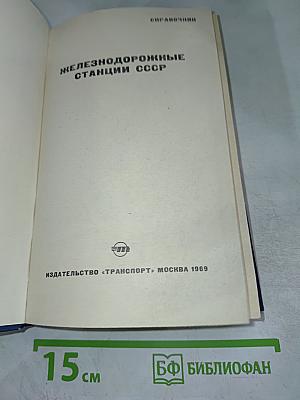 СПРАВОЧНИК
ЖЕЛЕЗНОДОРОЖНЫЕ
СТАНЦИИ СССР
ИЗДАТЕЛЬСТВО «ТРАНСПОРТ» МОСКВА 1969
15 см
БФ БИБЛИОФАН